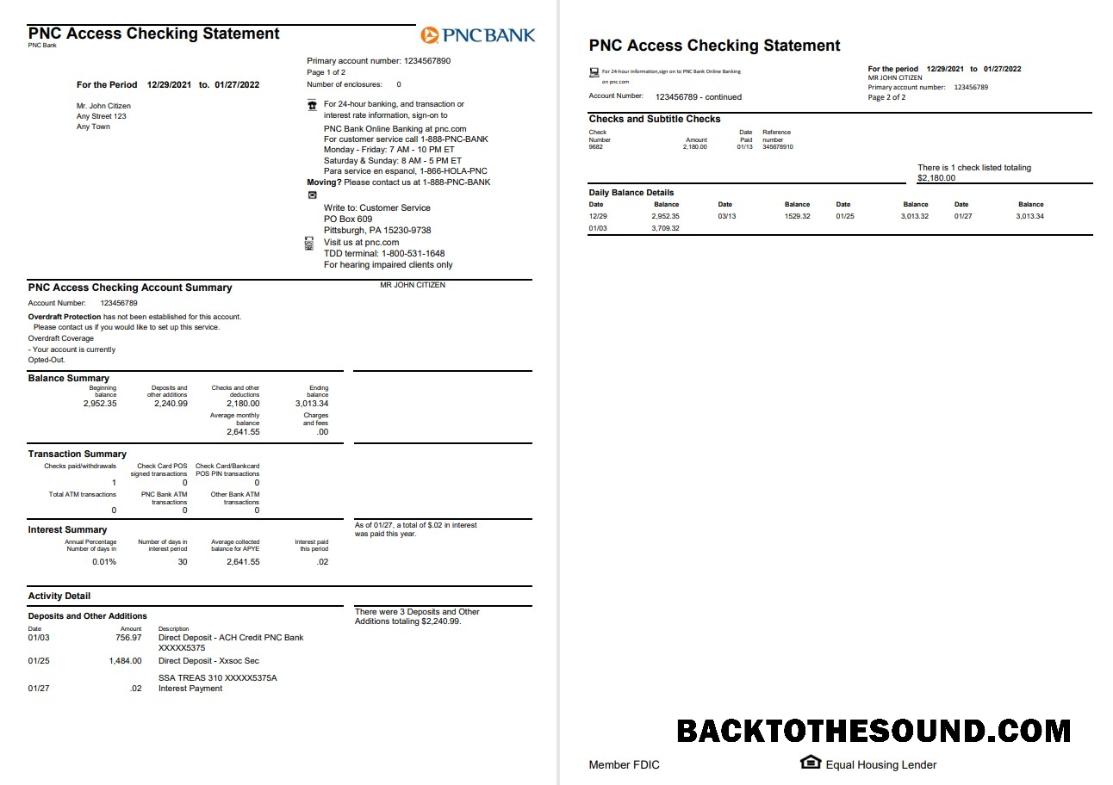 PNC Access Checking Statement
PNC Bank
PNC BANK
For the Period 12/29/2021 to. 01/27/2022
Mr. John Citizen
Any Street 123
Any Town
Primary account number: 1234567890
Page 1 of 2
Number of enclosures: 0
For 24-hour banking, and transaction or
interest rate information, sign-on to
PNC Bank Online Banking at pnc.com
For customer service call 1-888-PNC-BANK
Monday - Friday: 7 AM - 10 PM ET
Saturday & Sunday: 8 AM - 5 PM ET
Para service en espanol, 1-866-HOLA-PNC
Moving? Please contact us at 1-888-PNC-BANK
Write to: Customer Service
PO Box 609
Pittsburgh, PA 15230-9738
Visit us at pnc.com
TDD terminal: 1-800-531-1648
For hearing impaired clients only
PNC Access Checking Account Summary
MR JOHN CITIZEN
Account Number: 123456789
Overdraft Protection has not been established for this account.
Please contact us if you would like to set up this service.
Overdraft Coverage
- Your account is currently
Opted-Out.
Balance Summary
Beginning balance Deposits and other additions Checks and other deductions Ending balance
2,952.35 2,240.99 2,180.00 3,013.34
Average monthly balance Charges and fees
2,641.55 .00
Transaction Summary
Checks paid/withdrawals Check Card POS signed transactions Check Card/Bankcard POS PIN transactions
1 0 0
Total ATM transactions PNC Bank ATM transactions Other Bank ATM transactions
0 0 0
Interest Summary
As of 01/27, a total of $.02 in interest
was paid this year.
Annual Percentage Number of days in Number of days in interest period Average collected balance for APYE Interest paid this period
0.01% 30 2,641.55 .02
Activity Detail
Deposits and Other Additions
There were 3 Deposits and Other
Additions totaling $2,240.99.
Date Amount Description
01/03 756.97 Direct Deposit - ACH Credit PNC Bank
XXXXX5375
01/25 1,484.00 Direct Deposit - Xxsoc Sec
SSA TREAS 310 XXXXX5375A
01/27 .02 Interest Payment
PNC Access Checking Statement
For 24-hour information,sign on to PNC Bank Online Banking
on pnc.com
Account Number: 123456789 - continued
For the period 12/29/2021 to 01/27/2022
MR JOHN CITIZEN
Primary account number: 123456789
Page 2 of 2
Checks and Subtitle Checks
Check Number Amount Date Paid Reference number
9682 2,180.00 01/13 345678910
There is 1 check listed totaling
$2,180.00
Daily Balance Details
Date Balance Date Balance Date Balance Date Balance
12/29 2,952.35 03/13 1529.32 01/25 3,013.32 01/27 3,013.34
01/03 3,709.32
BACKTOTHESOUND.COM
Member FDIC
Equal Housing Lender